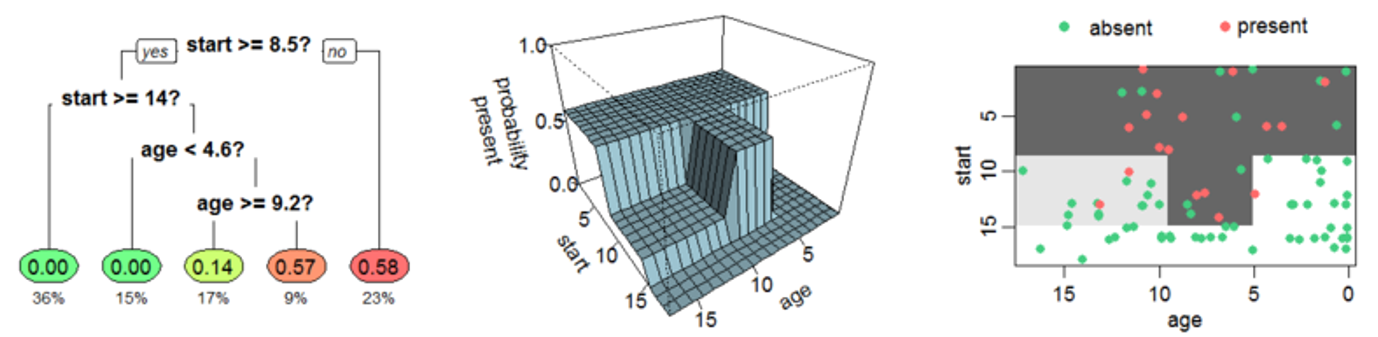 yes start >= 8.5? no
start >= 14?
age < 4.6?
age >= 9.2?
0.00 0.00 0.14 0.57 0.58
36% 15% 17% 9% 23%
probability
present
1.0
0.5
0.0
start
5
10
15
age
5
10
15
absent present
start
5
10
15
15 10 5 0
age